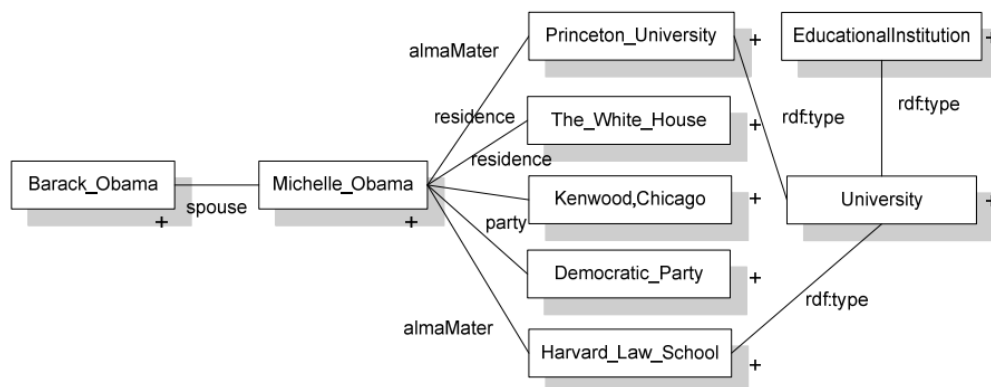 Princeton_University
+
EducationalInstitution
+
almaMater
residence
The_White_House
+
rdf:type
rdf:type
residence
Barack_Obama
+
spouse
Michelle_Obama
+
Kenwood,Chicago
+
University
+
party
Democratic_Party
+
rdf:type
almaMater
Harvard_Law_School
+